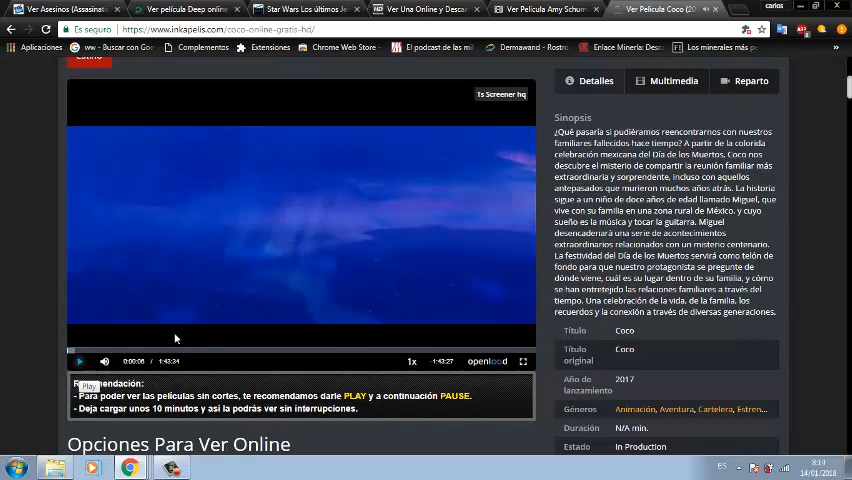 Ver Asesinos (Assassinati
Ver película Deep online
Star Wars Los últimos Je
Ver Una Online y Descar
Ver Película Amy Schum
Ver Película Coco (20
carlos
Es seguro
https://www.inkapelis.com/coco-online-gratis-hd/
Aplicaciones
ww - Buscar con Goo
Complementos
Extensiones
Chrome Web Store
El podcast de las mil
Dermawand - Rostro
Enlace Minería: Desc
Los minerales más pe
Latino
Ts Screener hq
Detalles
Multimedia
Reparto
Sinopsis
¿Qué pasaría si pudiéramos reencontrarnos con nuestros
familiares fallecidos hace tiempo? A partir de la colorida
celebración mexicana del Día de los Muertos, Coco nos
descubre el misterio de compartir la reunión familiar más
extraordinaria y sorprendente, incluso con aquellos
antepasados que murieron muchos años atrás. La historia
sigue a un niño de doce años de edad llamado Miguel, que
vive con su familia en una zona rural de México, y cuyo
sueño es la música y tocar la guitarra. Miguel
desencadenará una serie de acontecimientos
extraordinarios relacionados con un misterio centenario.
La festividad del Día de los Muertos servirá como telón de
fondo para que nuestro protagonista se pregunte de
dónde viene, cuál es su lugar dentro de su familia, y cómo
se han entretejido las relaciones familiares a través del
tiempo. Una celebración de la vida, de la familia, los
recuerdos y la conexión a través de diversas generaciones.
0:00:06 / 1:43:34
1x
-1:43:27
openload
Play
Recomendación:
- Para poder ver las películas sin cortes, te recomendamos darle PLAY y a continuación PAUSE.
- Deja cargar unos 10 minutos y asi la podrás ver sin interrupciones.
Título Coco
Título original Coco
Año de lanzamiento 2017
Géneros Animación, Aventura, Cartelera, Estren...
Duración N/A min.
Estado In Production
Opciones Para Ver Online
ES
8:19
14/01/2018